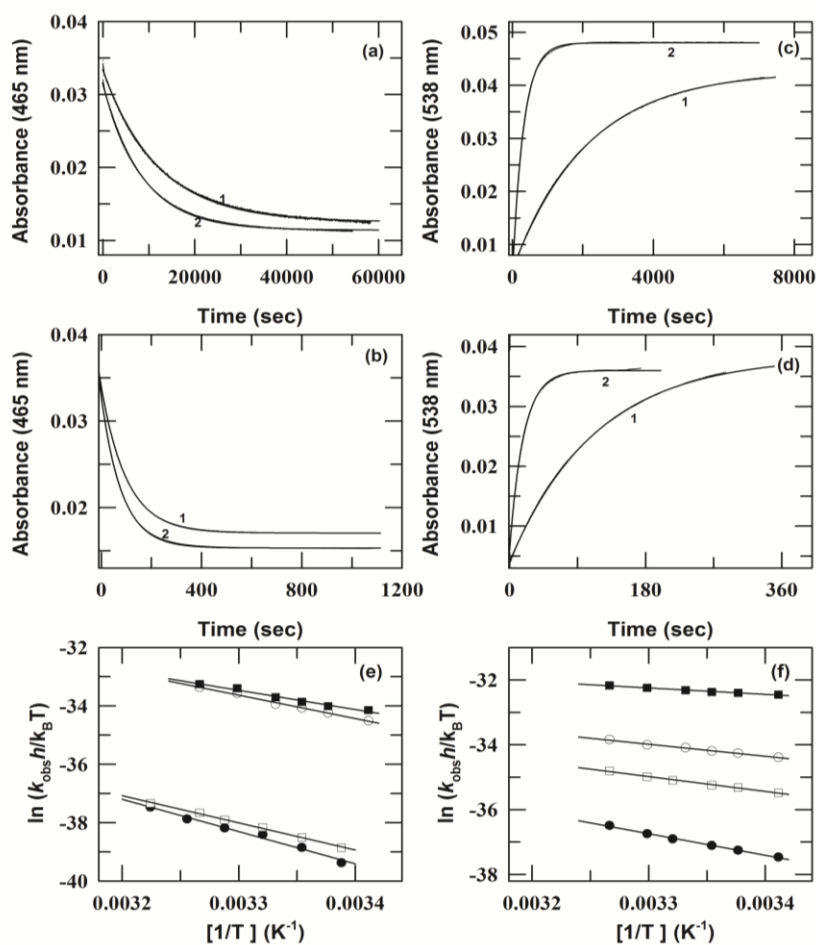 (a)
Absorbance (465 nm)
0.04
0.03
0.02
0.01
1
2
0 20000 40000 60000
Time (sec)
(c)
Absorbance (538 nm)
0.05
0.04
0.03
0.02
0.01
2
1
0 4000 8000
Time (sec)
(b)
Absorbance (465 nm)
0.04
0.03
0.02
1
2
0 400 800 1200
Time (sec)
(d)
Absorbance (538 nm)
0.04
0.03
0.02
0.01
2
1
0 180 360
Time (sec)
(e)
ln (kobsh/kBT)
-32
-34
-36
-38
-40
0.0032 0.0033 0.0034
[1/T ] (K-1)
(f)
ln (kobsh/kBT)
-32
-34
-36
-38
0.0032 0.0033 0.0034
[1/T ] (K-1)